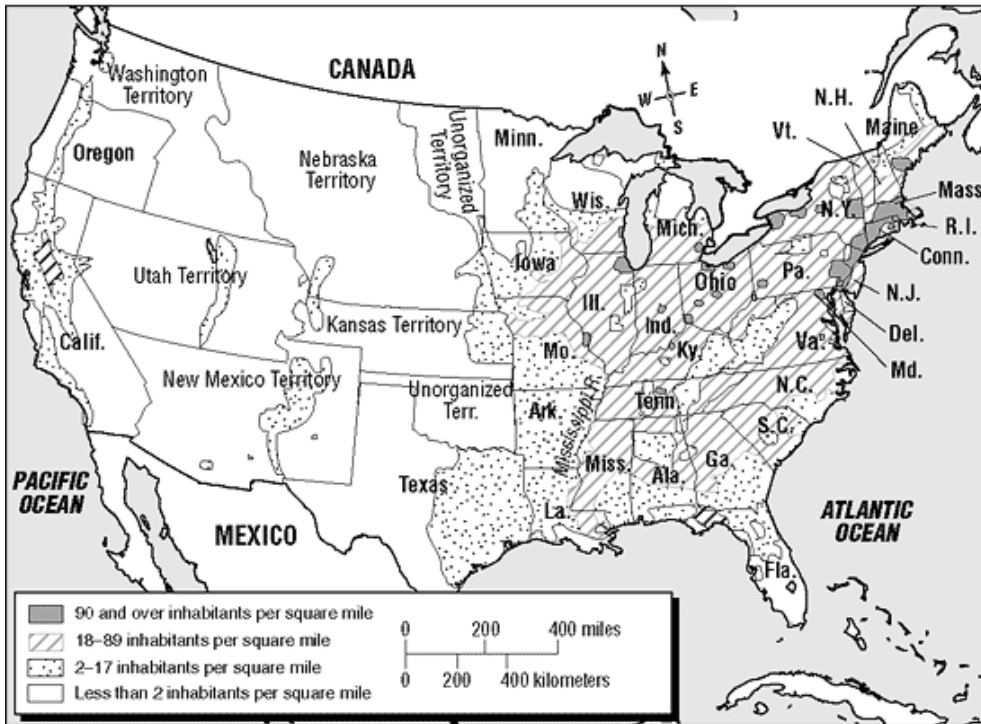 CANADA
N
W
E
S
Washington
Territory
Oregon
Nebraska
Territory
Unorganized
Territory
Minn.
Wis.
Mich.
N.H.
Vt.
Maine
N.Y.
Mass
R.I.
Conn.
Pa.
N.J.
Del.
Md.
Utah Territory
Iowa
Ill.
Ind.
Ohio
Calif.
Kansas Territory
Mo.
Ky.
Va.
New Mexico Territory
Unorganized
Terr.
Ark.
Mississippi R.
Tenn.
N.C.
S.C.
Texas
La.
Miss.
Ala.
Ga.
Fla.
PACIFIC
OCEAN
MEXICO
ATLANTIC
OCEAN
90 and over inhabitants per square mile
18–89 inhabitants per square mile
2–17 inhabitants per square mile
Less than 2 inhabitants per square mile
0 200 400 miles
0 200 400 kilometers